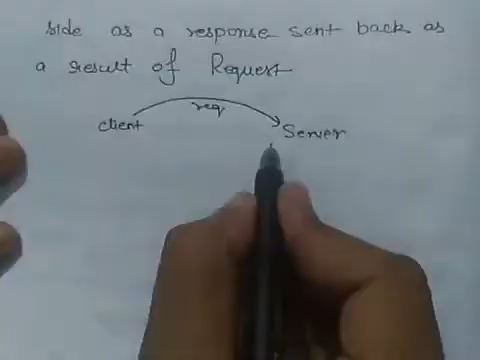 side as a response sent back as
a result of Request
req
client Server